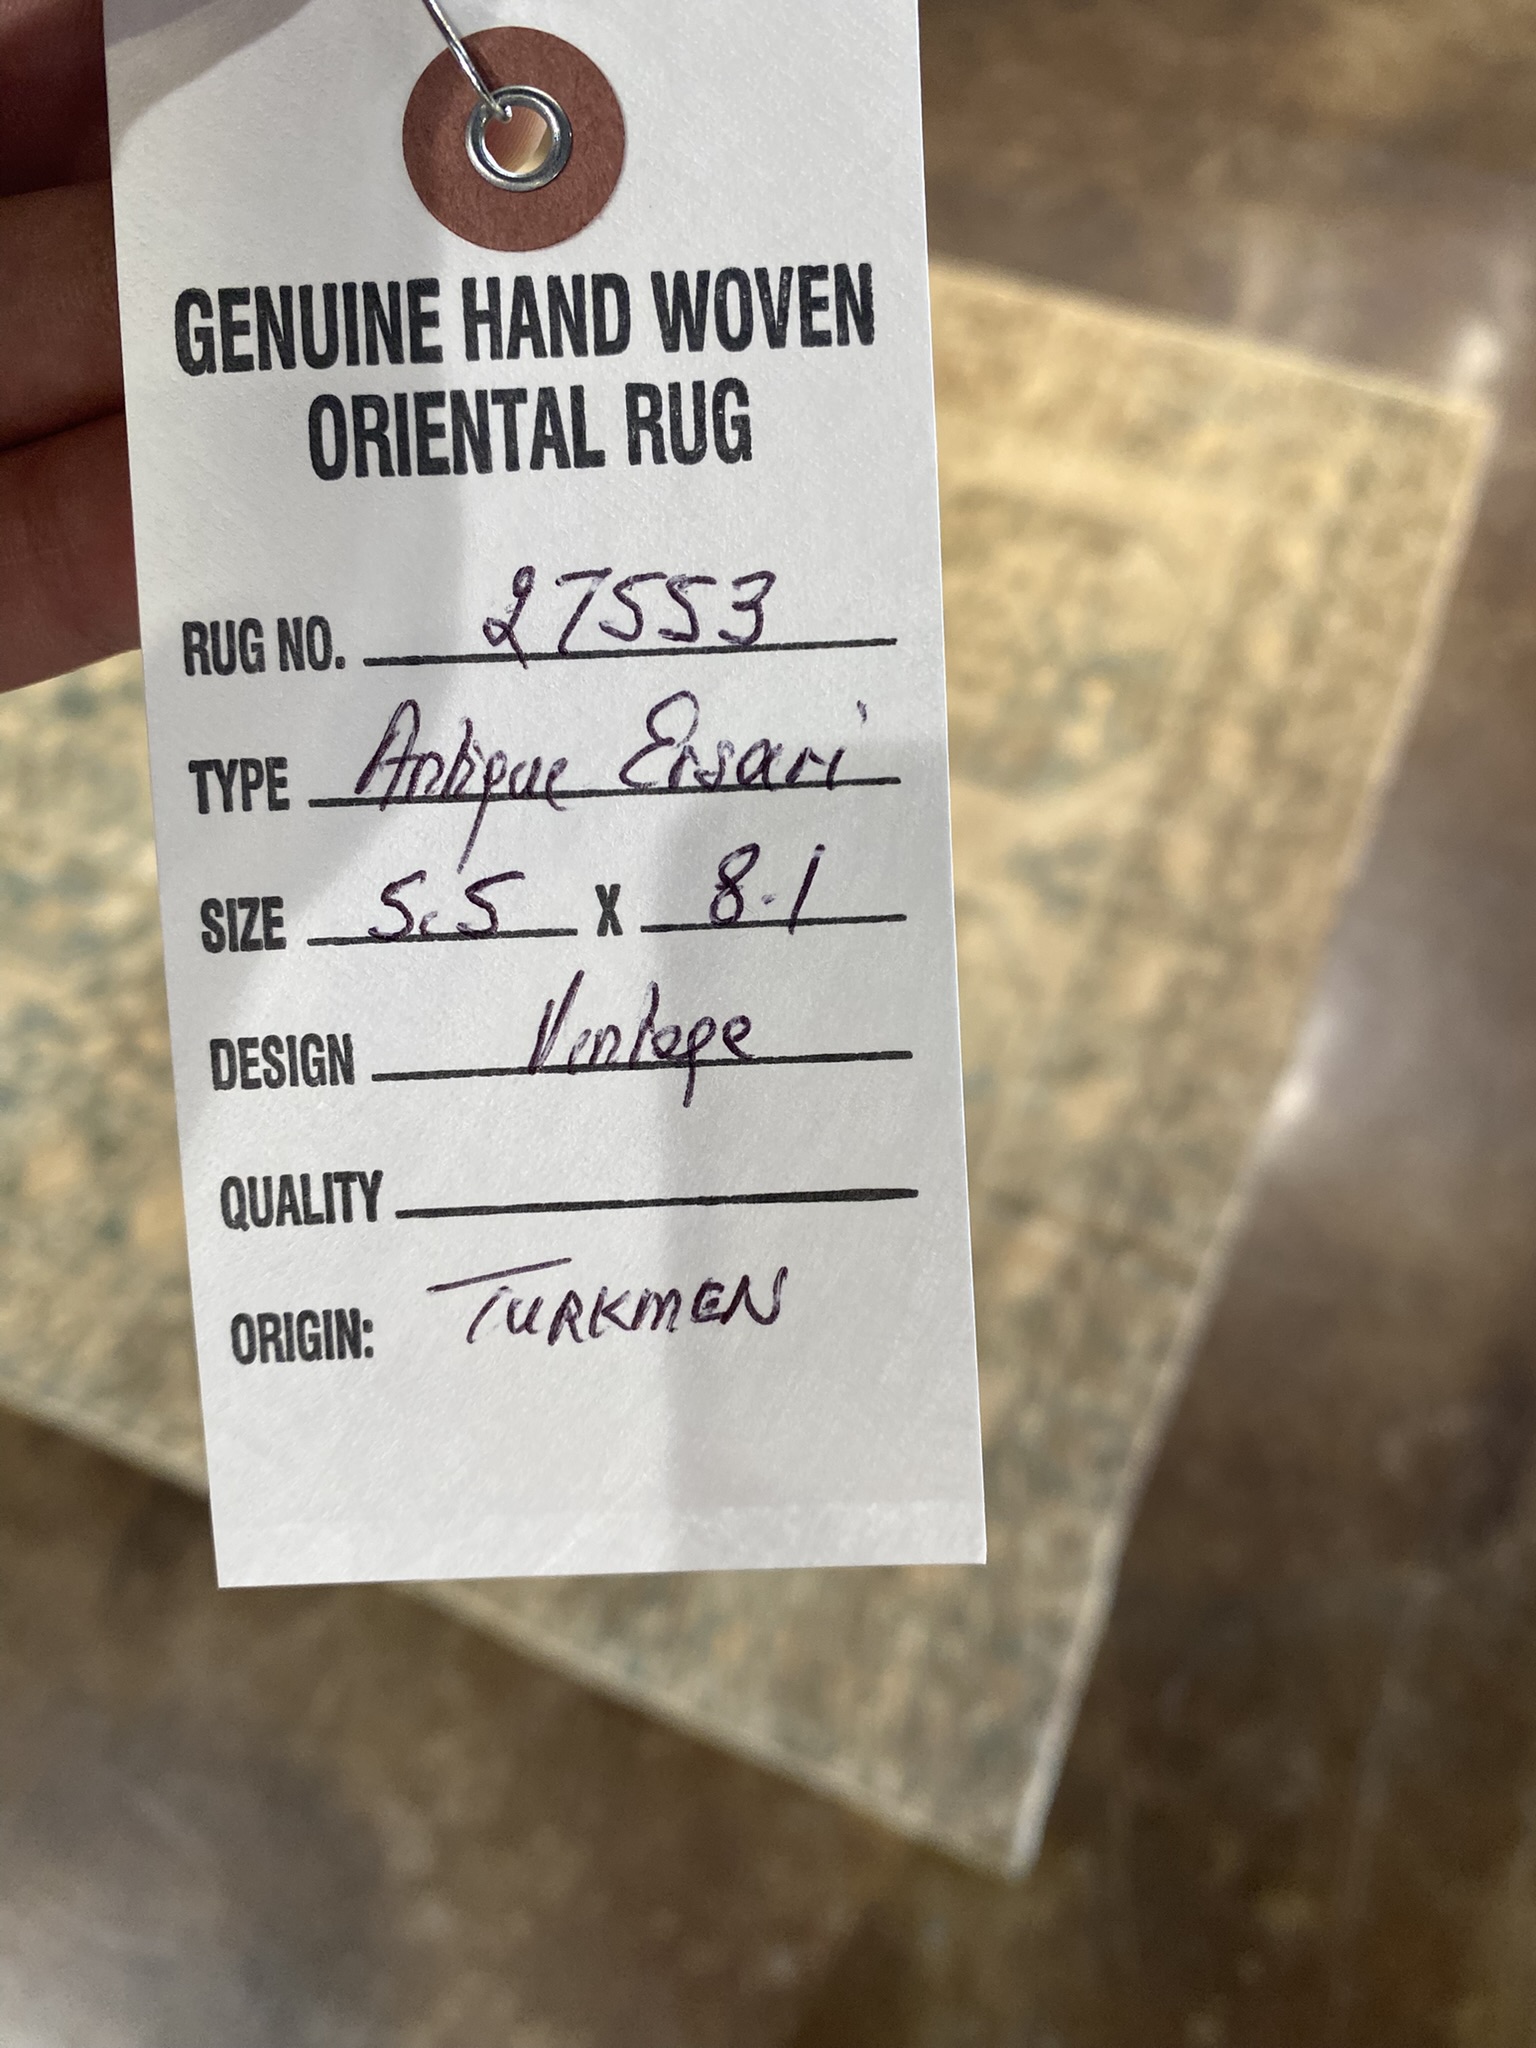 GENUINE HAND WOVEN
ORIENTAL RUG
RUG NO. 27553
TYPE Antique Ersari
SIZE 5.5 X 8.1
DESIGN Vintage
QUALITY
ORIGIN: TURKMEN